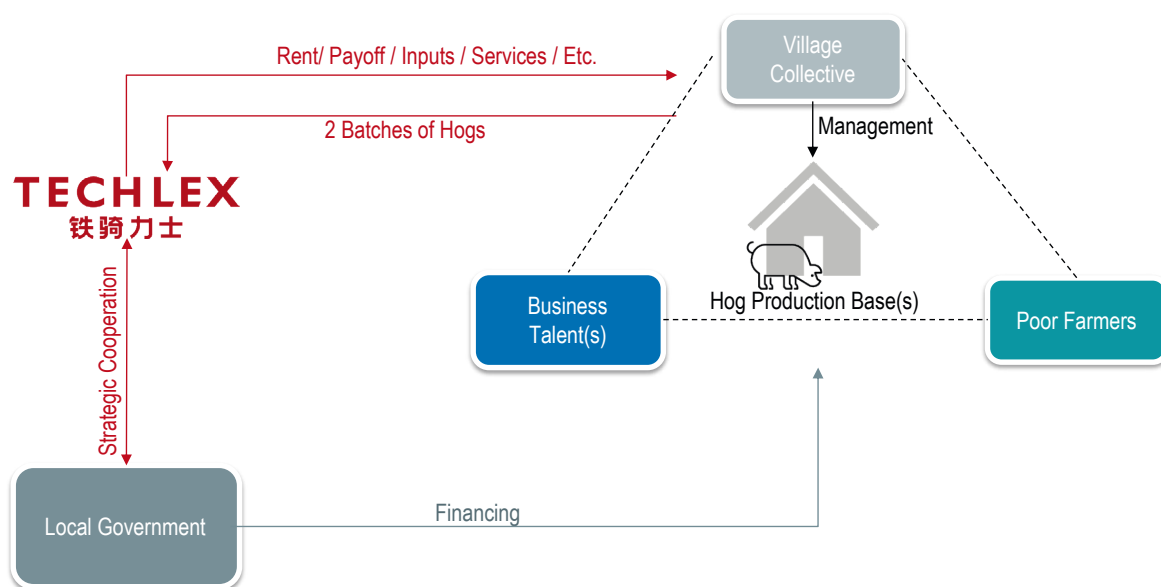 Rent/ Payoff / Inputs / Services / Etc.
Village
Collective
2 Batches of Hogs
Management
TECHLEX
铁骑力士
Hog Production Base(s)
Business
Talent(s)
Poor Farmers
Strategic Cooperation
Local Government
Financing